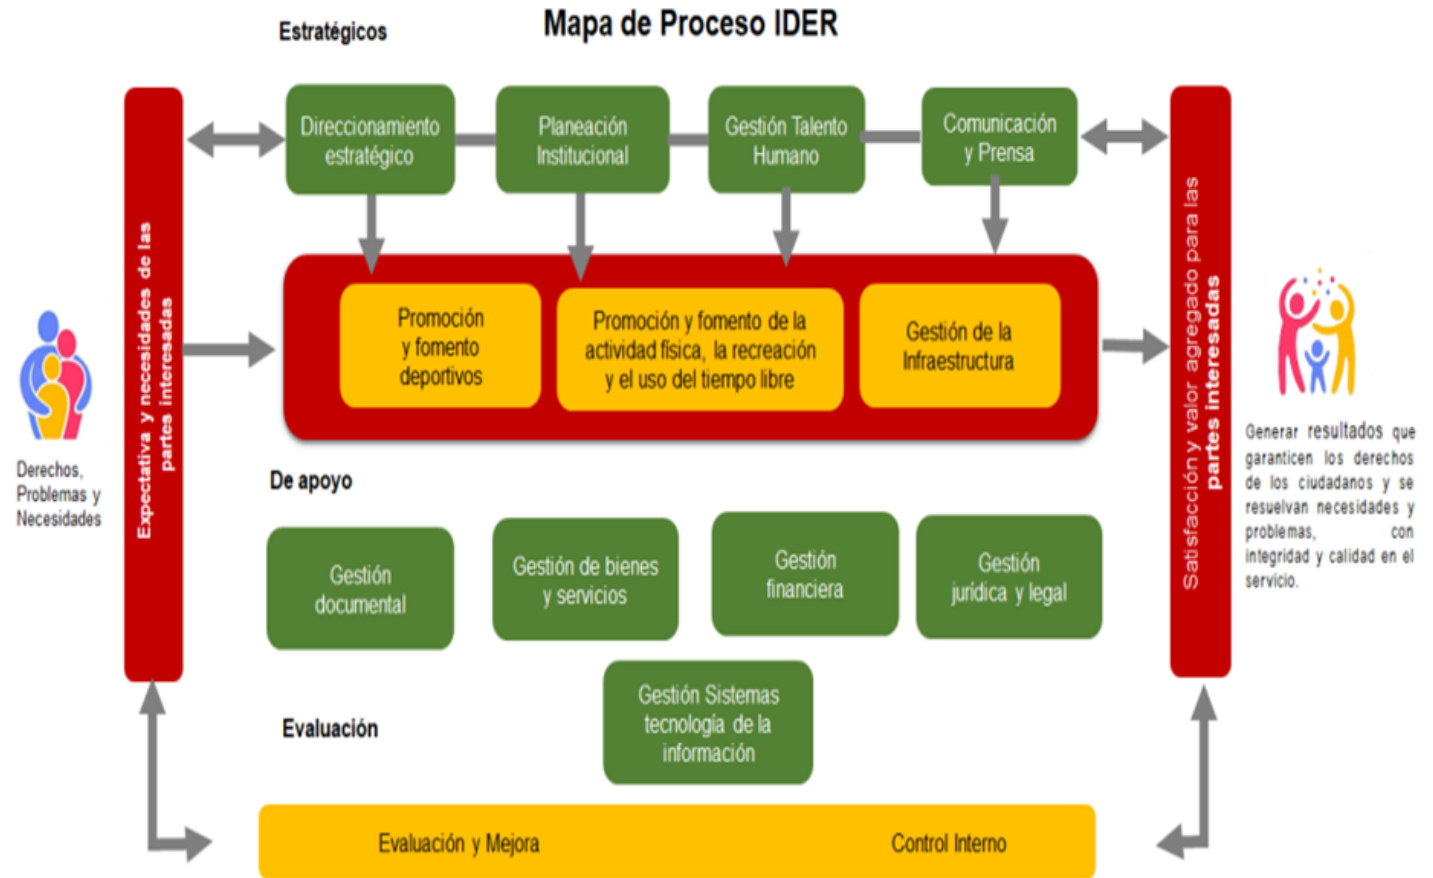 Mapa de Proceso IDER
Estratégicos
Direccionamiento
estratégico
Planeación
Institucional
Gestión Talento
Humano
Comunicación
y Prensa
Expectativa y necesidades de las
partes interesadas
Derechos,
Problemas y
Necesidades
Promoción
y fomento
deportivos
Promoción y fomento de la
actividad física, la recreación
y el uso del tiempo libre
Gestión de la
Infraestructura
Satisfacción y valor agregado para las
partes interesadas
Generar resultados que
garanticen los derechos
de los ciudadanos y se
resuelvan necesidades y
problemas, con
integridad y calidad en el
servicio.
De apoyo
Gestión
documental
Gestión de bienes
y servicios
Gestión
financiera
Gestión
jurídica y legal
Gestión Sistemas
tecnología de la
información
Evaluación
Evaluación y Mejora
Control Interno